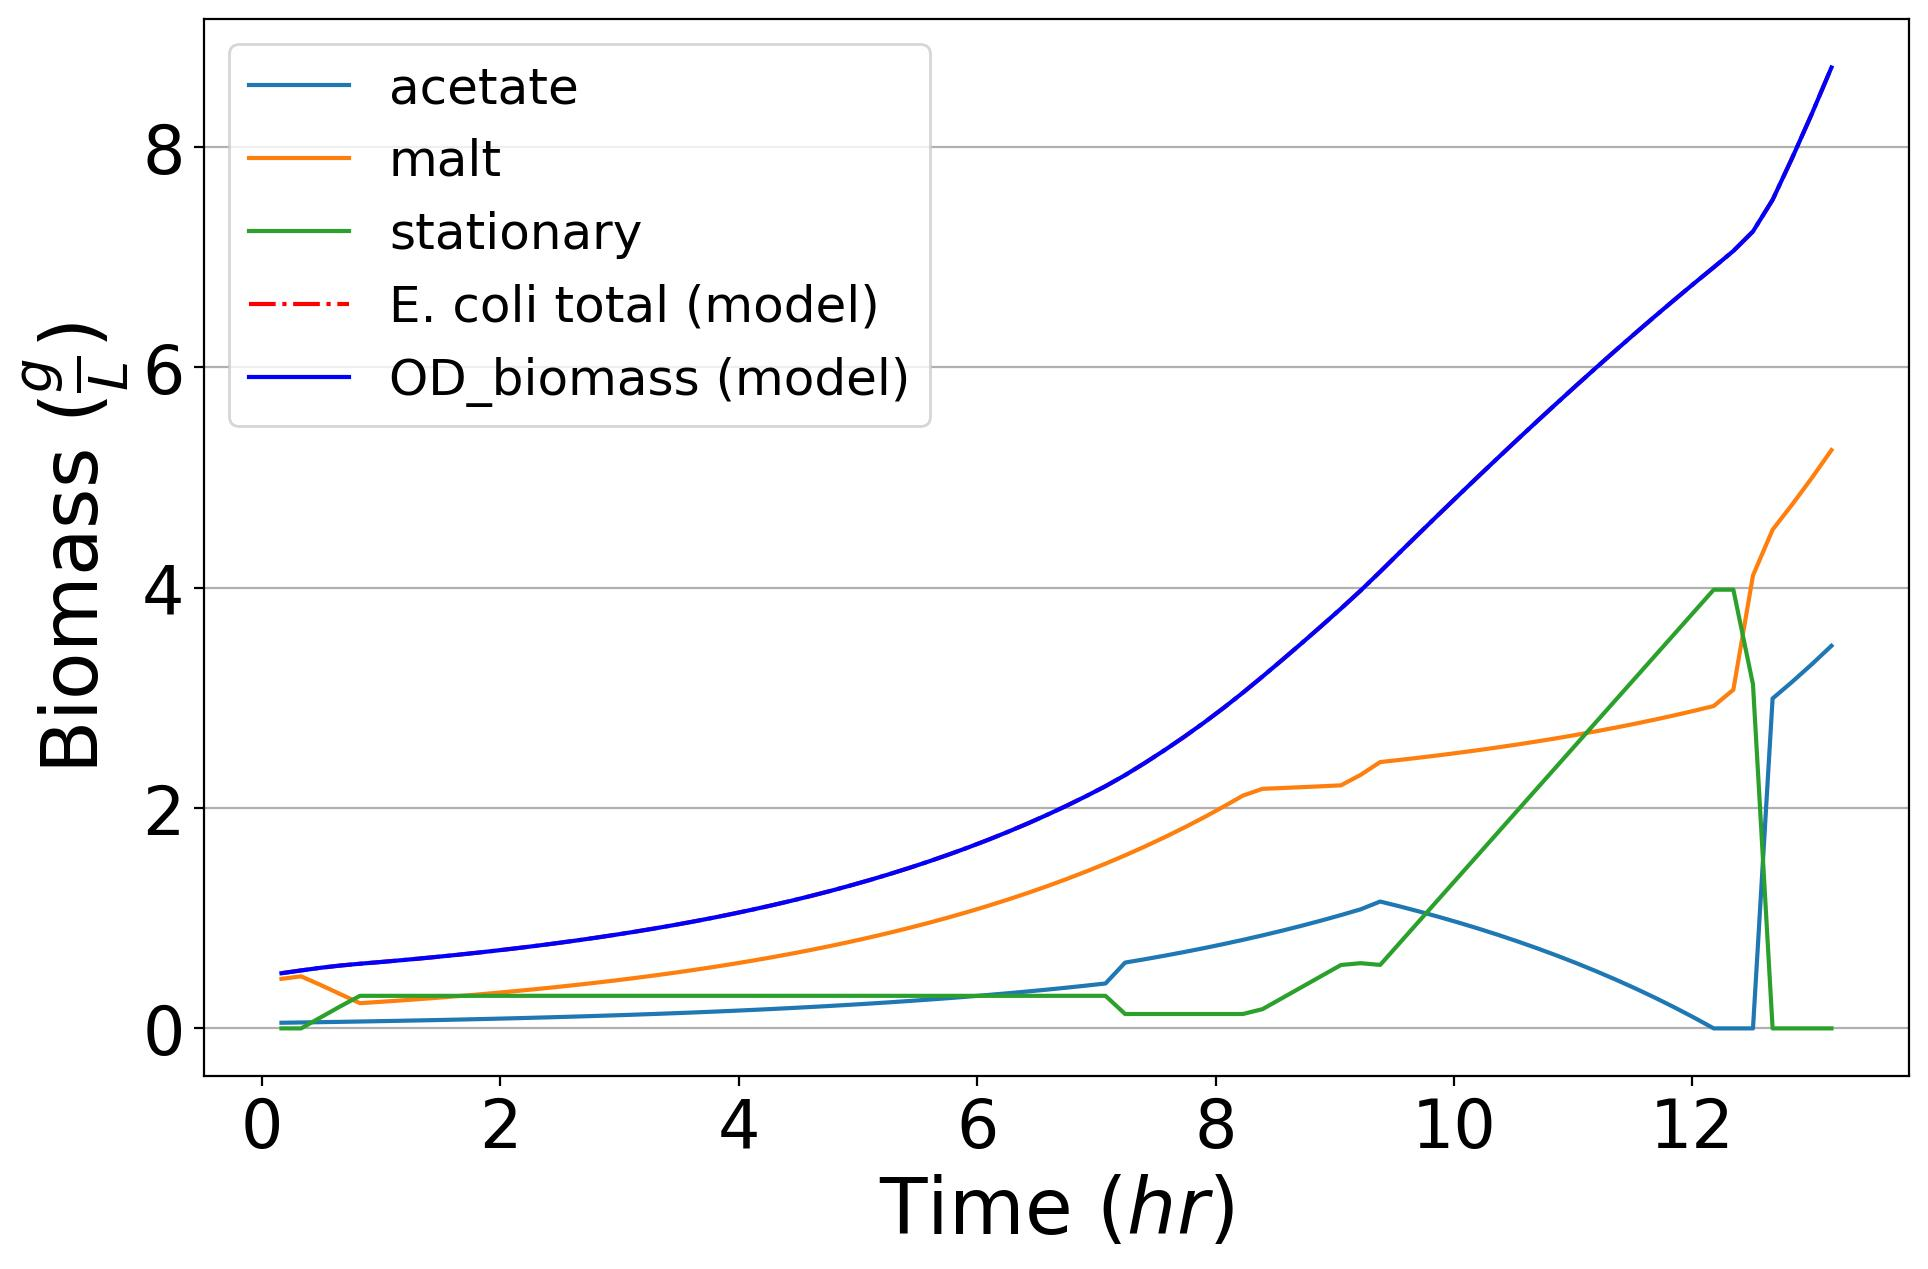 acetate
malt
stationary
E. coli total (model)
OD_biomass (model)
8
6
4
2
0
Biomass (g/L)
0 2 4 6 8 10 12
Time (hr)